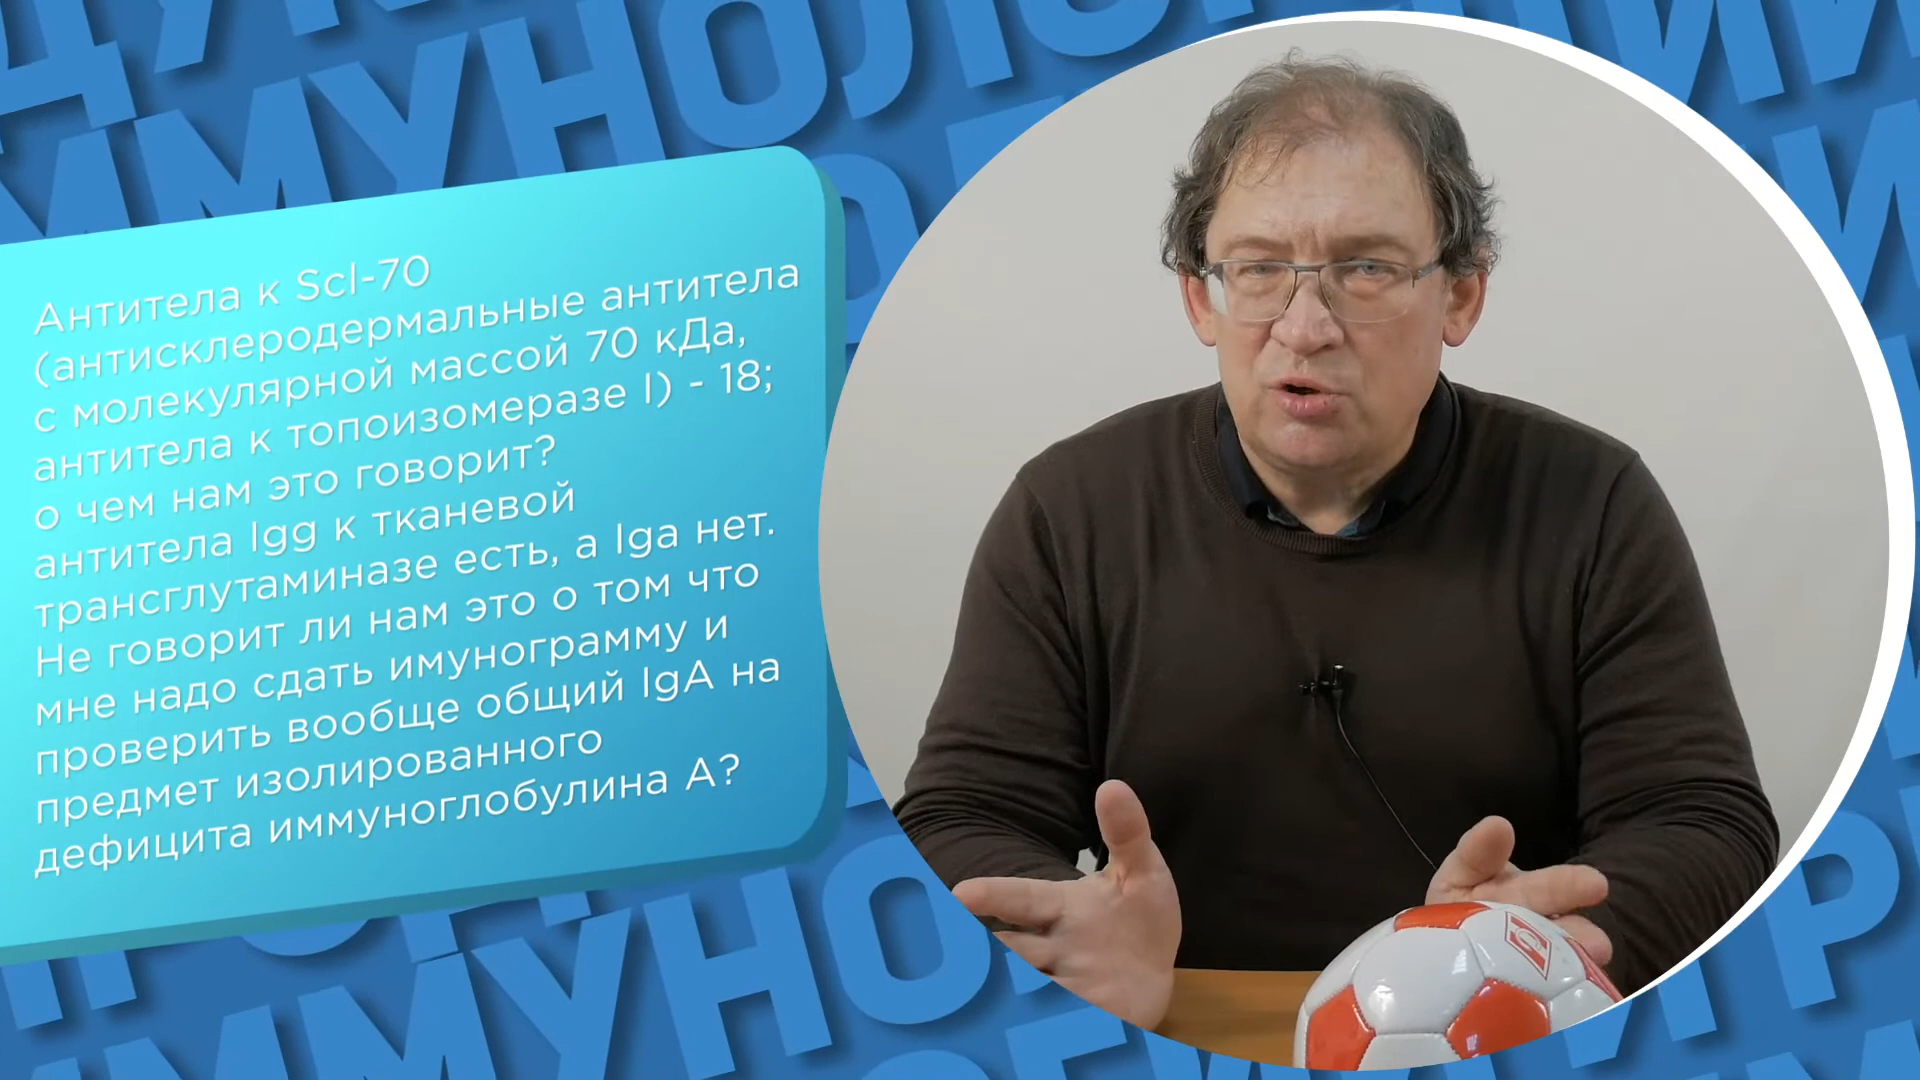 Антитела к Scl-70
(антисклеродермальные антитела
с молекулярной массой 70 кДа,
антитела к топоизомеразе I) - 18;
о чем нам это говорит?
антитела Igg к тканевой
трансглутаминазе есть, а Iga нет.
Не говорит ли нам это о том что
мне надо сдать имунограмму и
проверить вообще общий IgA на
предмет изолированного
дефицита иммуноглобулина А?